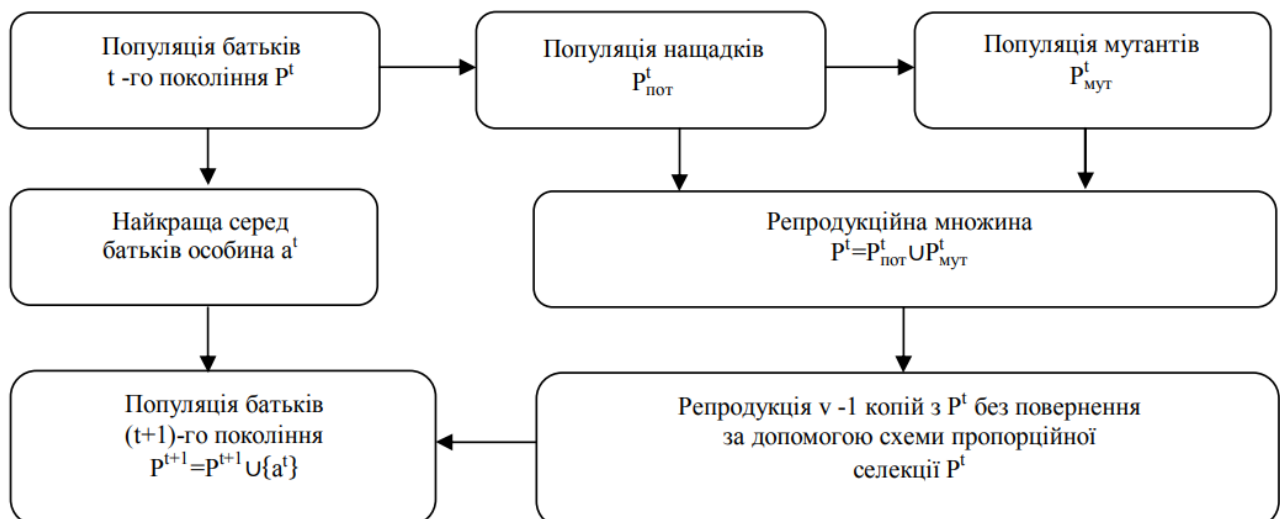 Популяція батьків
t -го покоління Pᵗ
Популяція нащадків
Pᵗпот
Популяція мутантів
Pᵗмут
Найкраща серед
батьків особина aᵗ
Репродукційна множина
Pᵗ=Pᵗпот∪Pᵗмут
Популяція батьків
(t+1)-го покоління
Pᵗ⁺¹=Pᵗ⁺¹∪{aᵗ}
Репродукція v -1 копій з Pᵗ без повернення
за допомогою схеми пропорційної
селекції Pᵗ